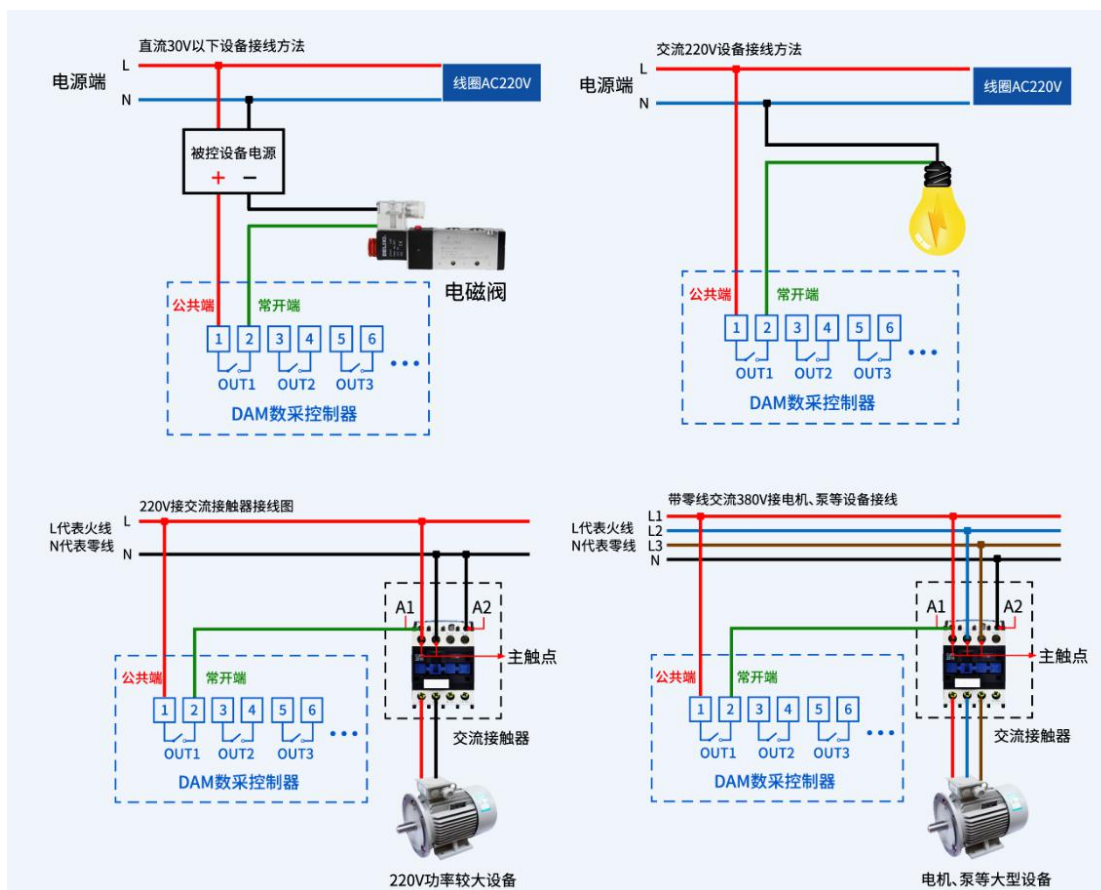 直流30V以下设备接线方法
L
电源端
N
线圈AC220V
被控设备电源
+ −
电磁阀
公共端
常开端
1 2 3 4 5 6
OUT1 OUT2 OUT3
DAM数采控制器
交流220V设备接线方法
L
电源端
N
线圈AC220V
公共端
常开端
1 2 3 4 5 6
OUT1 OUT2 OUT3
DAM数采控制器
220V接交流接触器接线图
L代表火线
N代表零线
L
N
A1 A2
主触点
公共端
常开端
1 2 3 4 5 6
OUT1 OUT2 OUT3
DAM数采控制器
交流接触器
220V功率较大设备
带零线交流380V接电机、泵等设备接线
L代表火线
N代表零线
L1
L2
L3
N
A1 A2
主触点
公共端
常开端
1 2 3 4 5 6
OUT1 OUT2 OUT3
DAM数采控制器
交流接触器
电机、泵等大型设备